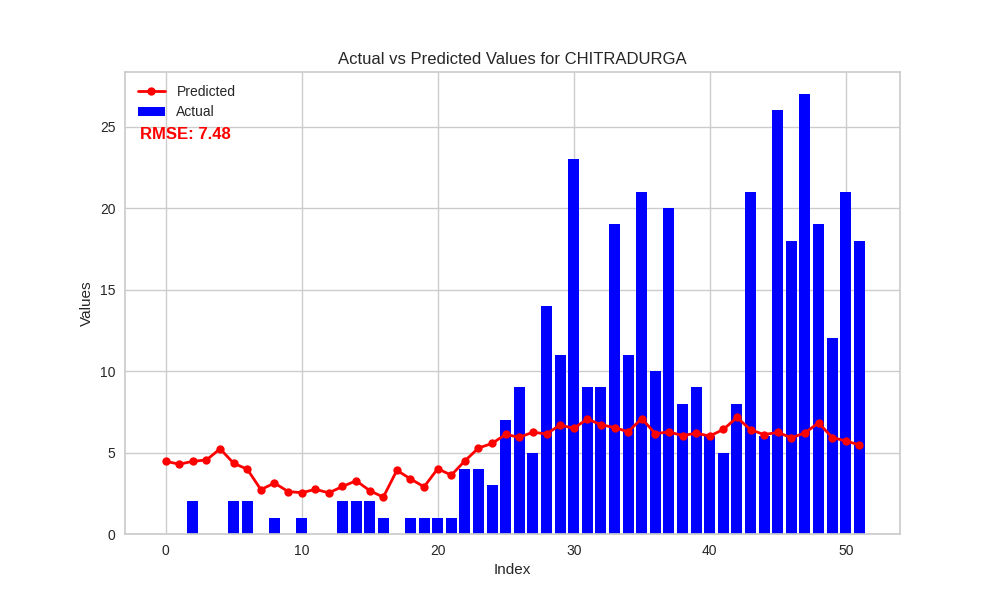 Actual vs Predicted Values for CHITRADURGA
Predicted
Actual
RMSE: 7.48
25
20
15
10
5
0
Values
0 10 20 30 40 50
Index